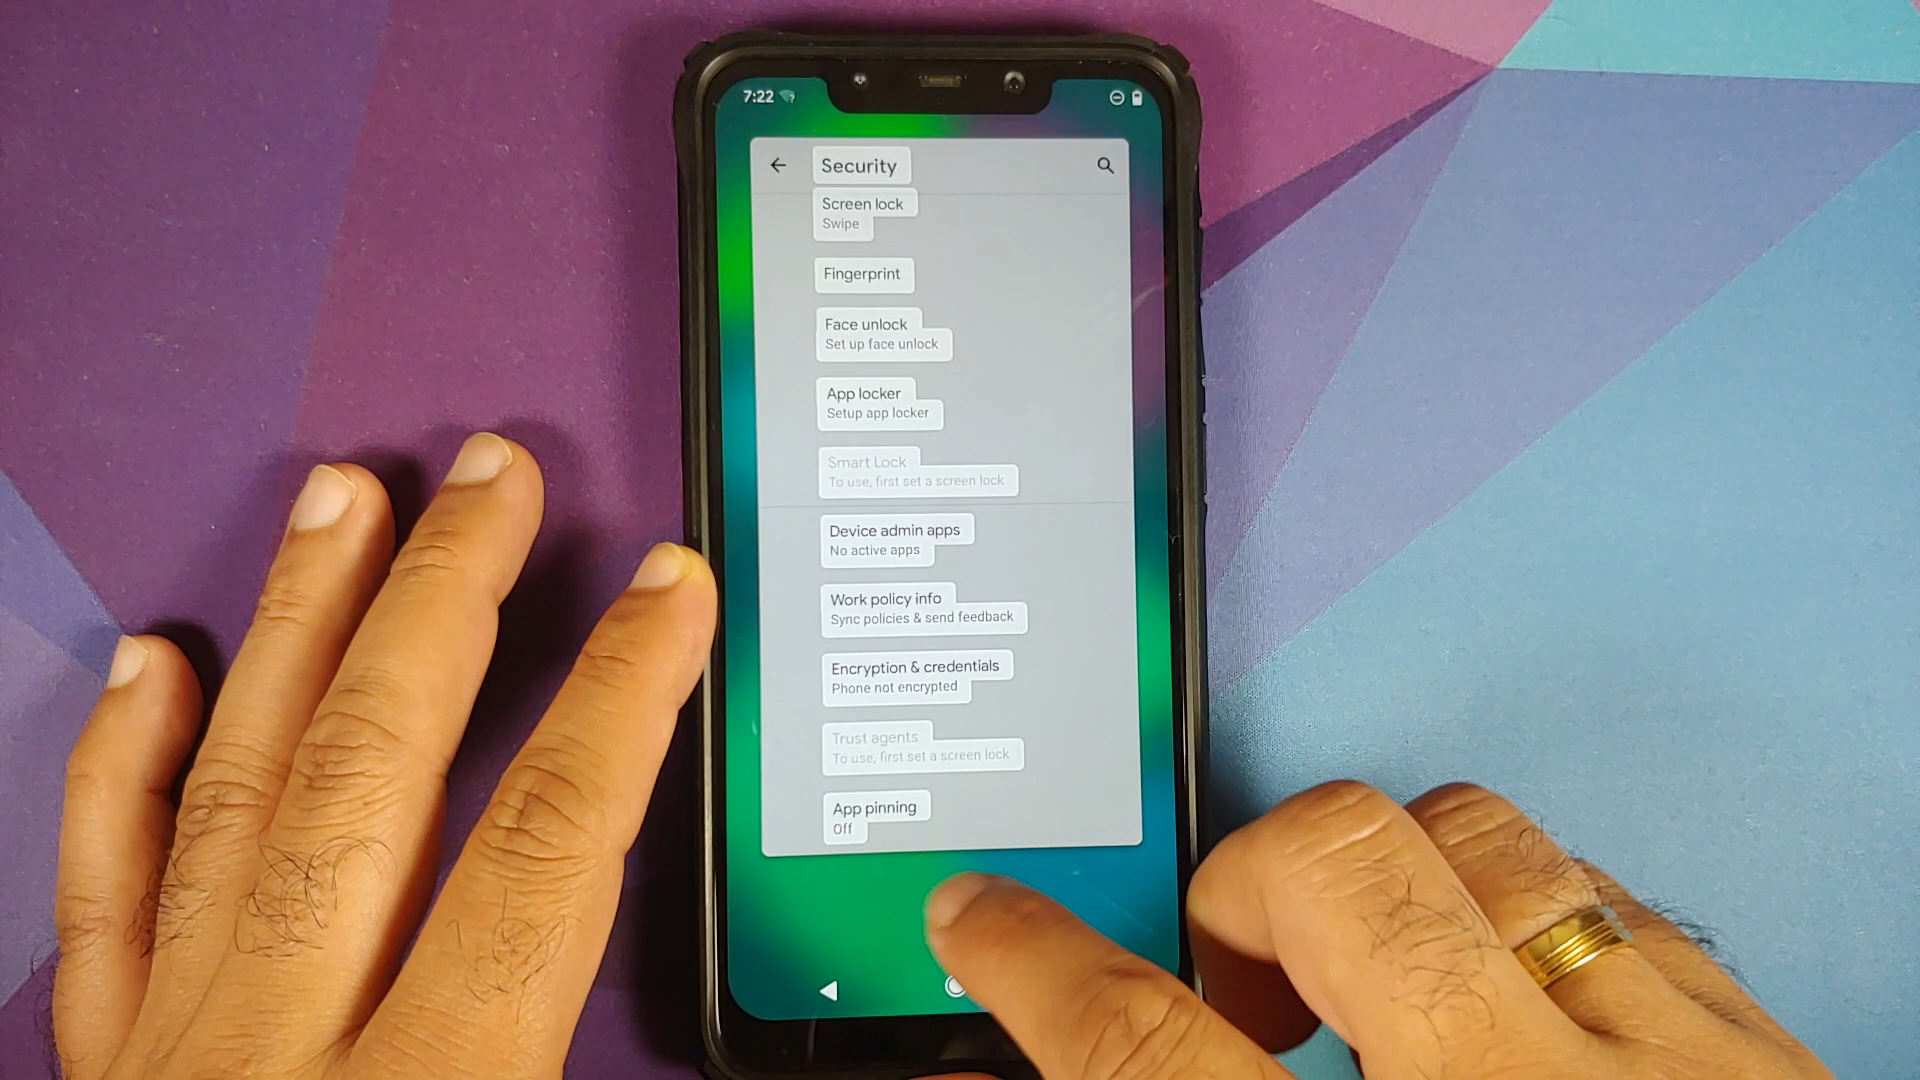 7:22
Security
Screen lock
Swipe
Fingerprint
Face unlock
Set up face unlock
App locker
Setup app locker
Smart Lock
To use, first set a screen lock
Device admin apps
No active apps
Work policy info
Sync policies & send feedback
Encryption & credentials
Phone not encrypted
Trust agents
To use, first set a screen lock
App pinning
Off